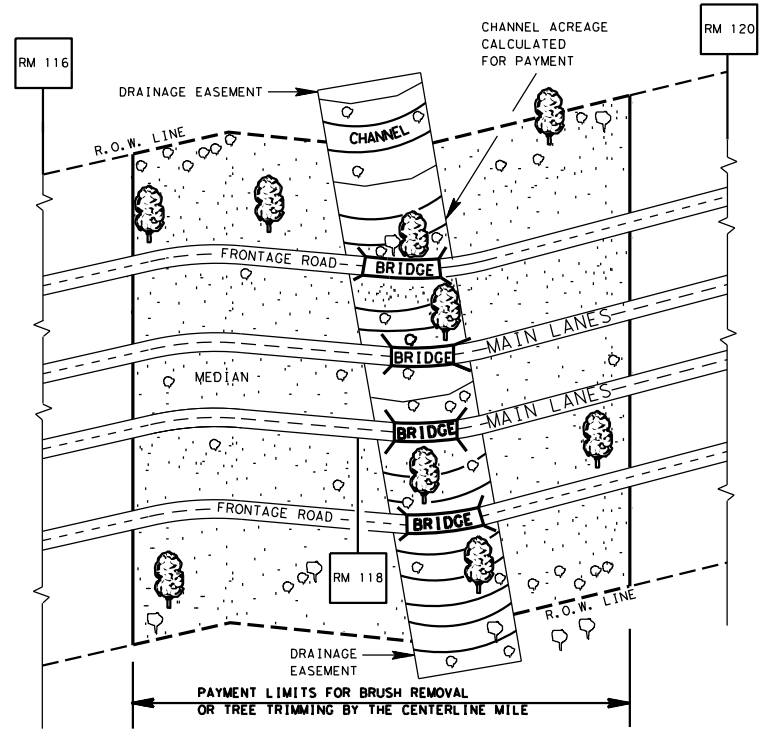 CHANNEL ACREAGE
CALCULATED
FOR PAYMENT
RM 120
RM 116
DRAINAGE EASEMENT
CHANNEL
R.O.W. LINE
FRONTAGE ROAD
BRIDGE
MAIN LANES
BRIDGE
MEDIAN
MAIN LANES
BRIDGE
FRONTAGE ROAD
BRIDGE
RM 118
R.O.W. LINE
DRAINAGE
EASEMENT
PAYMENT LIMITS FOR BRUSH REMOVAL
OR TREE TRIMMING BY THE CENTERLINE MILE